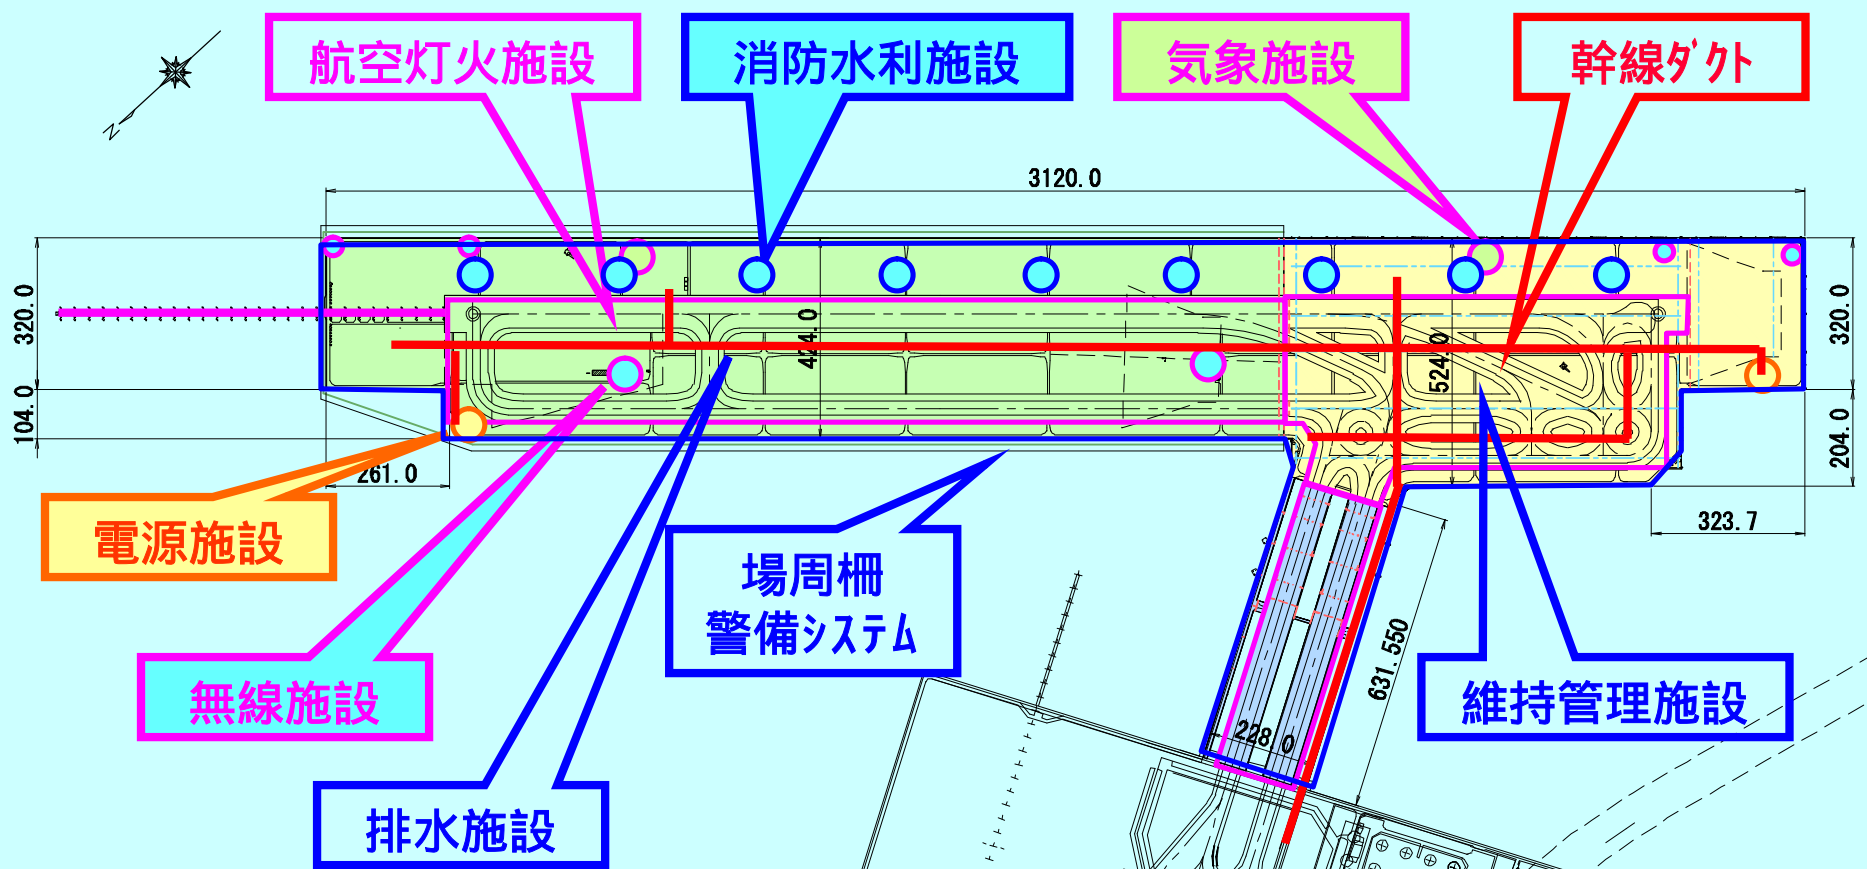 航空灯火施設
消防水利施設
気象施設
幹線ﾀﾞｸﾄ
N
3120.0
320.0
104.0
424.0
524.0
320.0
204.0
261.0
323.7
電源施設
場周柵
警備ｼｽﾃﾑ
無線施設
631.550
228.0
維持管理施設
排水施設